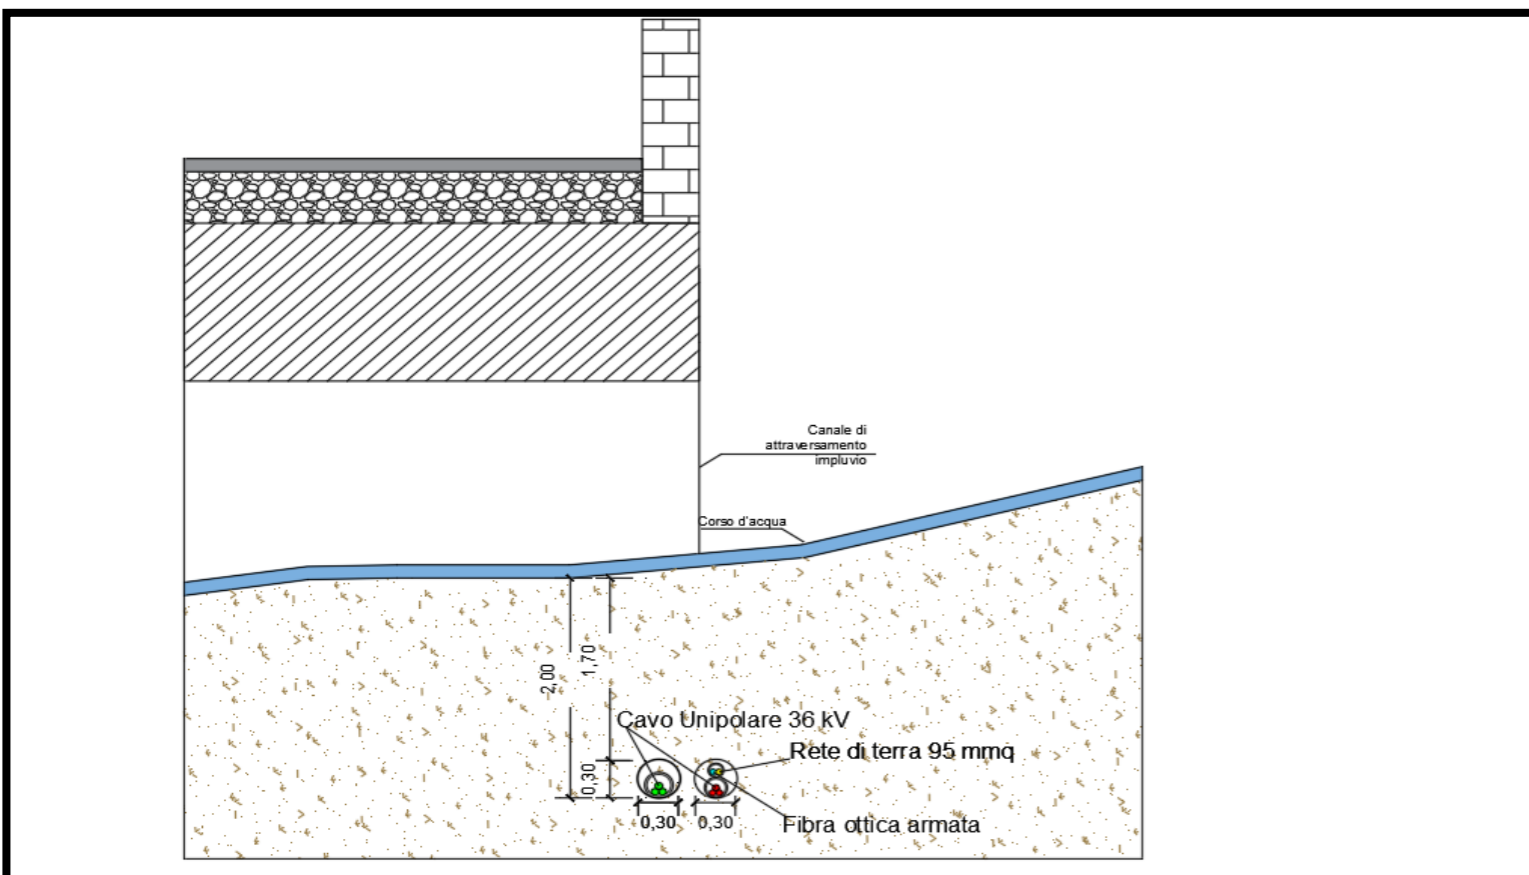 Canale di
attraversamento
impluvio
Corso d'acqua
2,00
1,70
Cavo Unipolare 36 kV
Rete di terra 95 mmq
0,30
0,30
0,30
Fibra ottica armata